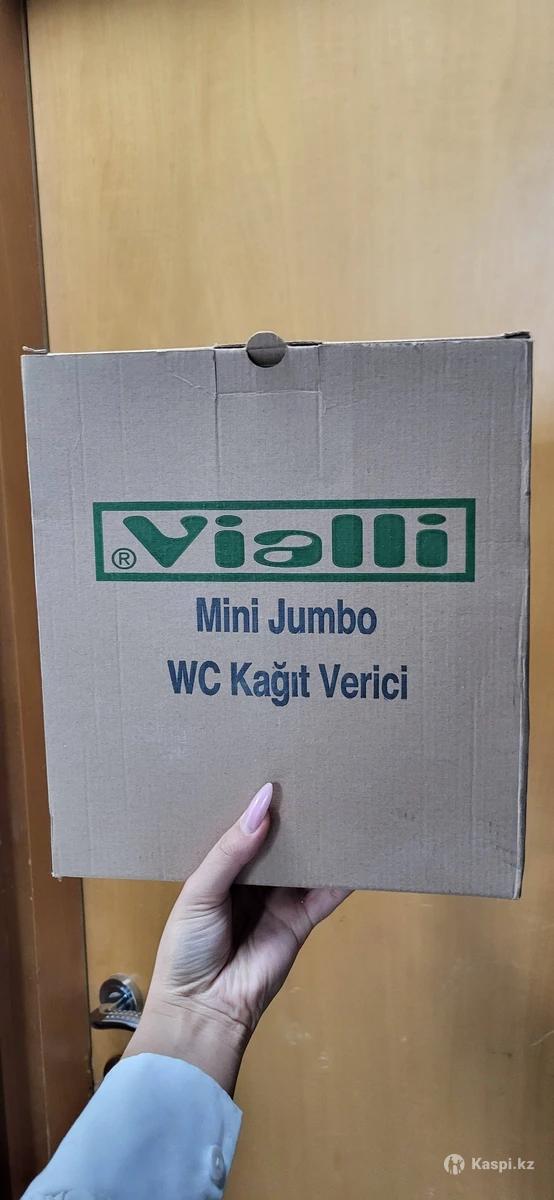 ® Vialli
Mini Jumbo
WC Kağıt Verici
Kaspi.kz